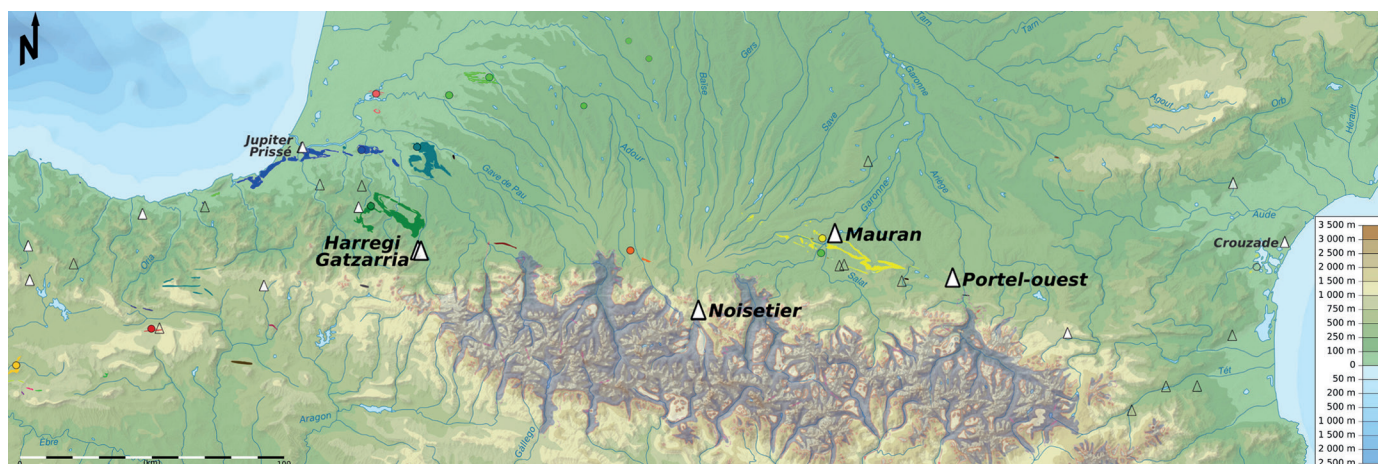 N
Tarn
Tarn
Gers
Baïse
Garonne
Agout
Orb
Hérault
Save
Adour
Jupiter
Prissé
Gave de Pau
Garonne
Ariège
Aude
3 500 m
3 000 m
2 500 m
2 000 m
1 500 m
1 000 m
750 m
500 m
250 m
100 m
0
50 m
200 m
500 m
1 000 m
1 500 m
2 000 m
2 500 m
Mauran
Harregi
Gatzarria
Crouzade
Oria
Salat
Portel-ouest
Noisetier
Têt
Aragon
Gallego
Ebre
0 (km) 100